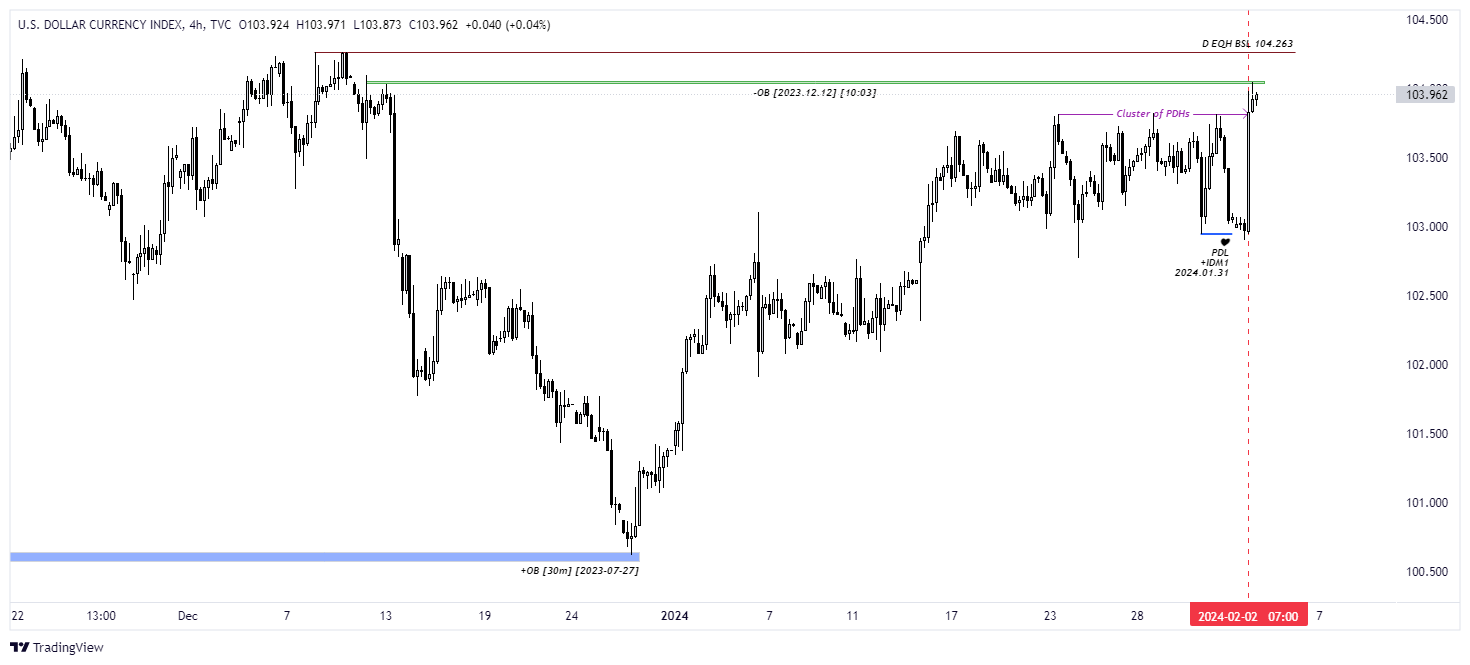 U.S. DOLLAR CURRENCY INDEX, 4h, TVC O103.924 H103.971 L103.873 C103.962 +0.040 (+0.04%)
104.500
D EQH BSL 104.263
-OB [2023.12.12] [10:03]
103.962
Cluster of PDHs
103.500
103.000
PDL
+IDM1
2024.01.31
102.500
102.000
101.500
101.000
+OB [30m] [2023-07-27]
100.500
22 13:00 Dec 7 13 19 24 2024 7 11 17 23 28 2024-02-02 07:00 7
TradingView